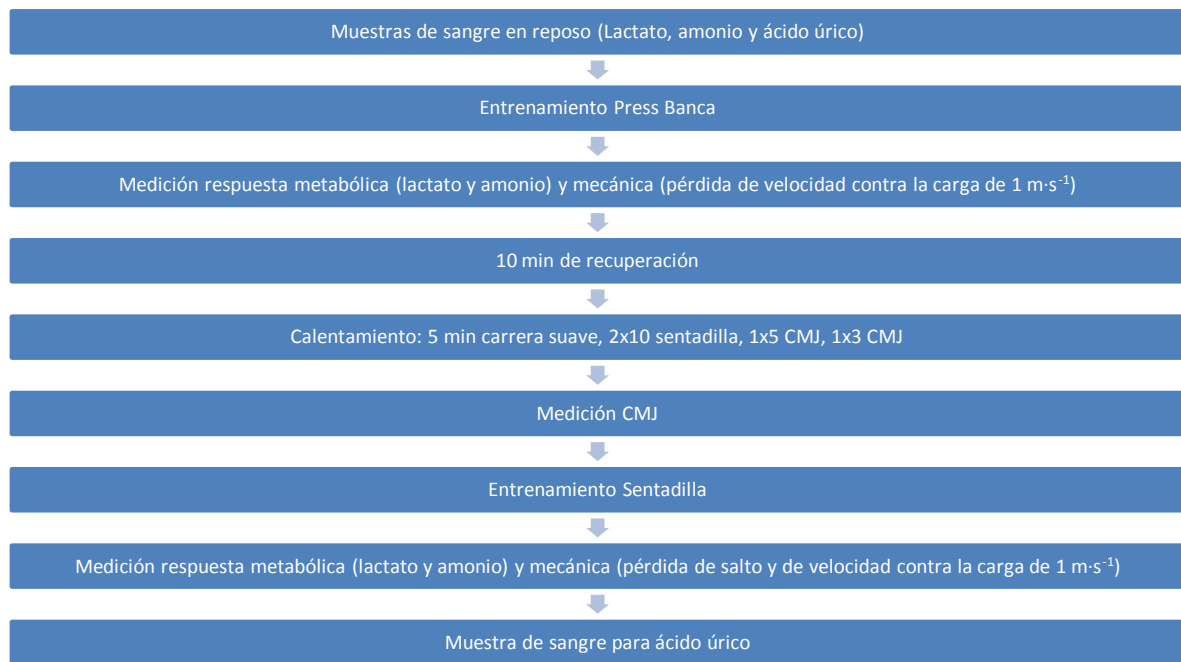 Muestras de sangre en reposo (Lactato, amonio y ácido úrico)
Entrenamiento Press Banca
Medición respuesta metabólica (lactato y amonio) y mecánica (pérdida de velocidad contra la carga de 1 m·s⁻¹)
10 min de recuperación
Calentamiento: 5 min carrera suave, 2x10 sentadilla, 1x5 CMJ, 1x3 CMJ
Medición CMJ
Entrenamiento Sentadilla
Medición respuesta metabólica (lactato y amonio) y mecánica (pérdida de salto y de velocidad contra la carga de 1 m·s⁻¹)
Muestra de sangre para ácido úrico